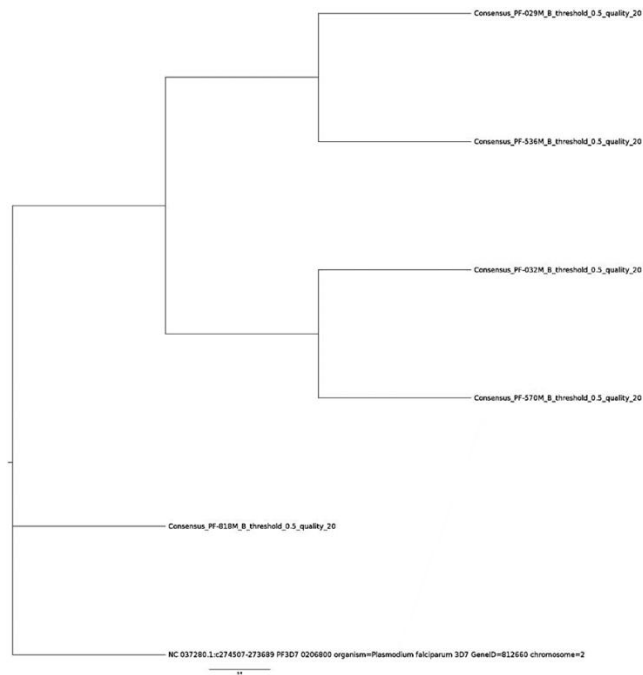 Consensus_PF-029M_B_threshold_0.5_quality_20
Consensus_PF-536M_B_threshold_0.5_quality_20
Consensus_PF-032M_B_threshold_0.5_quality_20
Consensus_PF-570M_B_threshold_0.5_quality_20
Consensus_PF-818M_B_threshold_0.5_quality_20
NC 037280.1:c274507-273689 PF3D7 0206800 organism=Plasmodium falciparum 3D7 GeneID=812660 chromosome=2